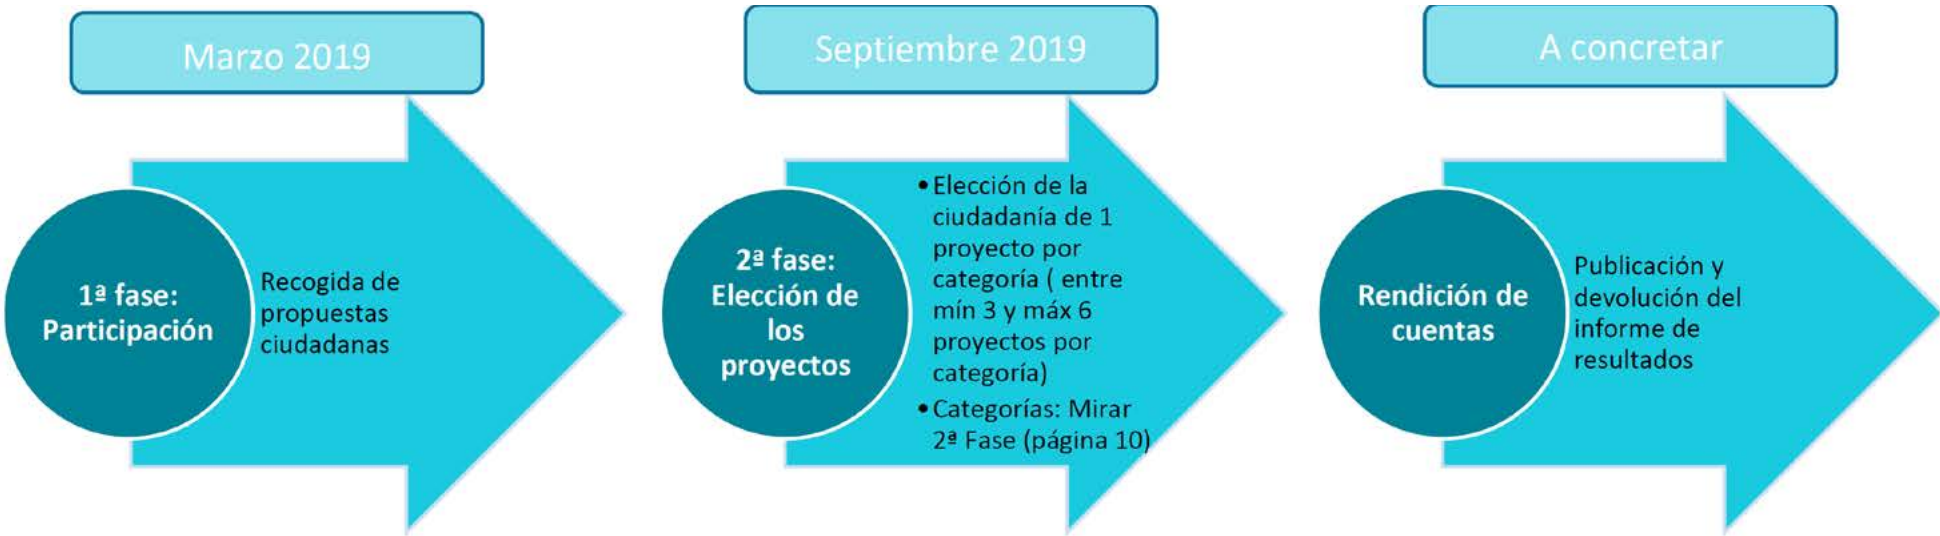 Marzo 2019
1ª fase:
Participación
Recogida de
propuestas
ciudadanas
Septiembre 2019
2ª fase:
Elección de
los
proyectos
•Elección de la
ciudadanía de 1
proyecto por
categoría ( entre
mín 3 y máx 6
proyectos por
categoría)
•Categorías: Mirar
2ª Fase (página 10)
A concretar
Rendición de
cuentas
Publicación y
devolución del
informe de
resultados